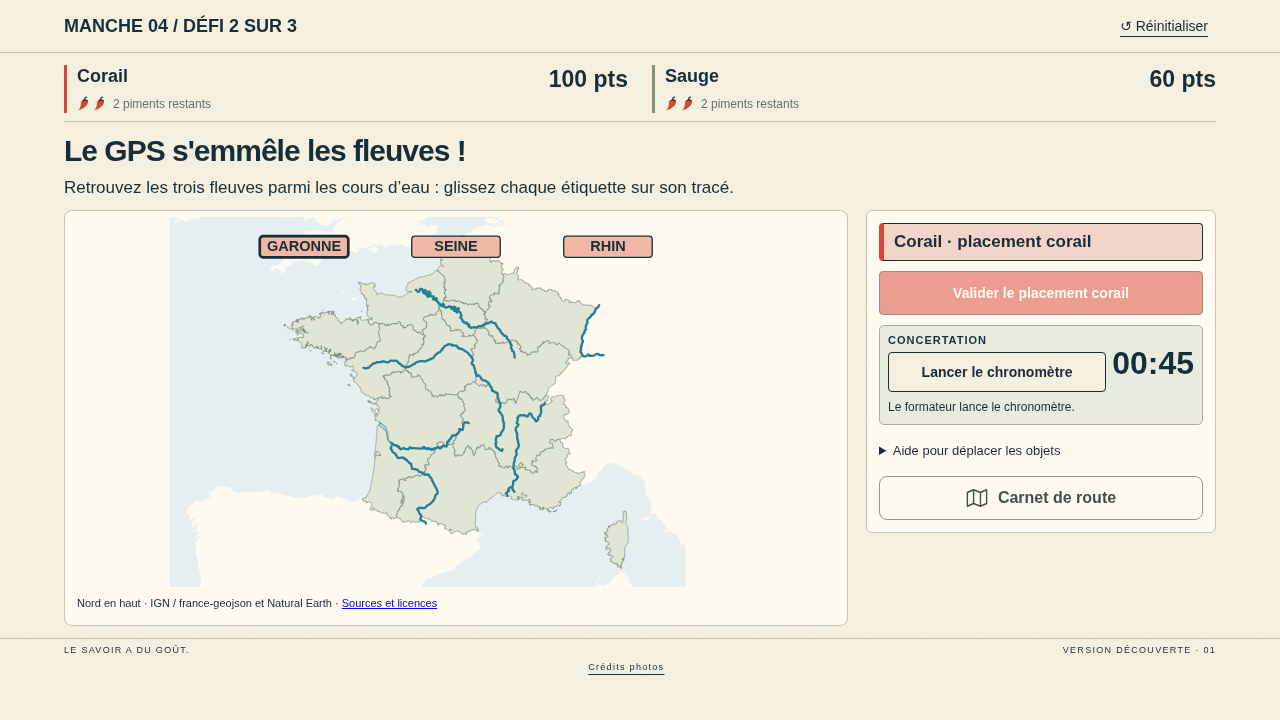 MANCHE 04 / DÉFI 2 SUR 3
↺ Réinitialiser
Corail
100 pts
2 piments restants
Sauge
60 pts
2 piments restants
Le GPS s'emmêle les fleuves !
Retrouvez les trois fleuves parmi les cours d’eau : glissez chaque étiquette sur son tracé.
GARONNE
SEINE
RHIN
Nord en haut · IGN / france-geojson et Natural Earth · Sources et licences
Corail · placement corail
Valider le placement corail
CONCERTATION
Lancer le chronomètre
00:45
Le formateur lance le chronomètre.
Aide pour déplacer les objets
Carnet de route
LE SAVOIR A DU GOÛT.
VERSION DÉCOUVERTE · 01
Crédits photos